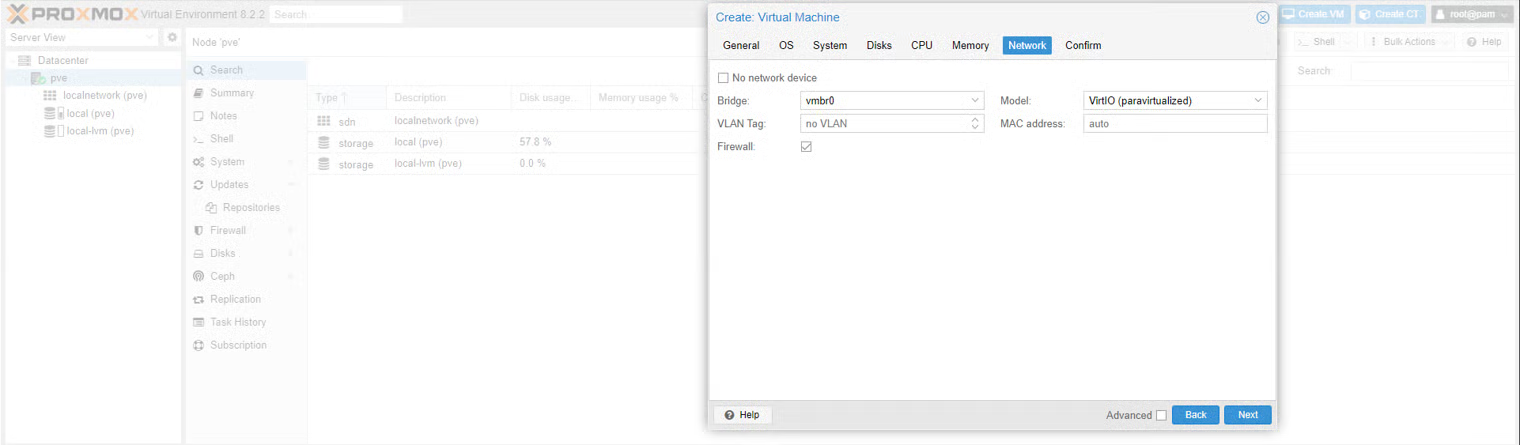 PROXMOX Virtual Environment 8.2.2 Search
Create VM Create CT root@pam
Server View
Datacenter
pve
localnetwork (pve)
local (pve)
local-lvm (pve)
Node 'pve'
Shell Bulk Actions Help
Search:
Search
Summary
Notes
Shell
System
Updates
Repositories
Firewall
Disks
Ceph
Replication
Task History
Subscription
Type Description Disk usage... Memory usage % C
sdn localnetwork (pve)
storage local (pve) 57.8 %
storage local-lvm (pve) 0.0 %
Create: Virtual Machine
General OS System Disks CPU Memory Network Confirm
No network device
Bridge: vmbr0 Model: VirtIO (paravirtualized)
VLAN Tag: no VLAN MAC address: auto
Firewall:
Help Advanced Back Next